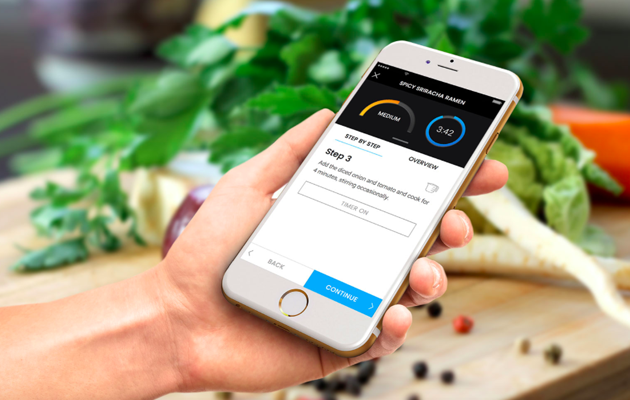 SPICY SRIRACHA RAMEN
MEDIUM
3:42
STEP BY STEP
OVERVIEW
Step 3
Add the diced onion and tomato and cook for
4 minutes, stirring occasionally.
TIMER ON
BACK
CONTINUE